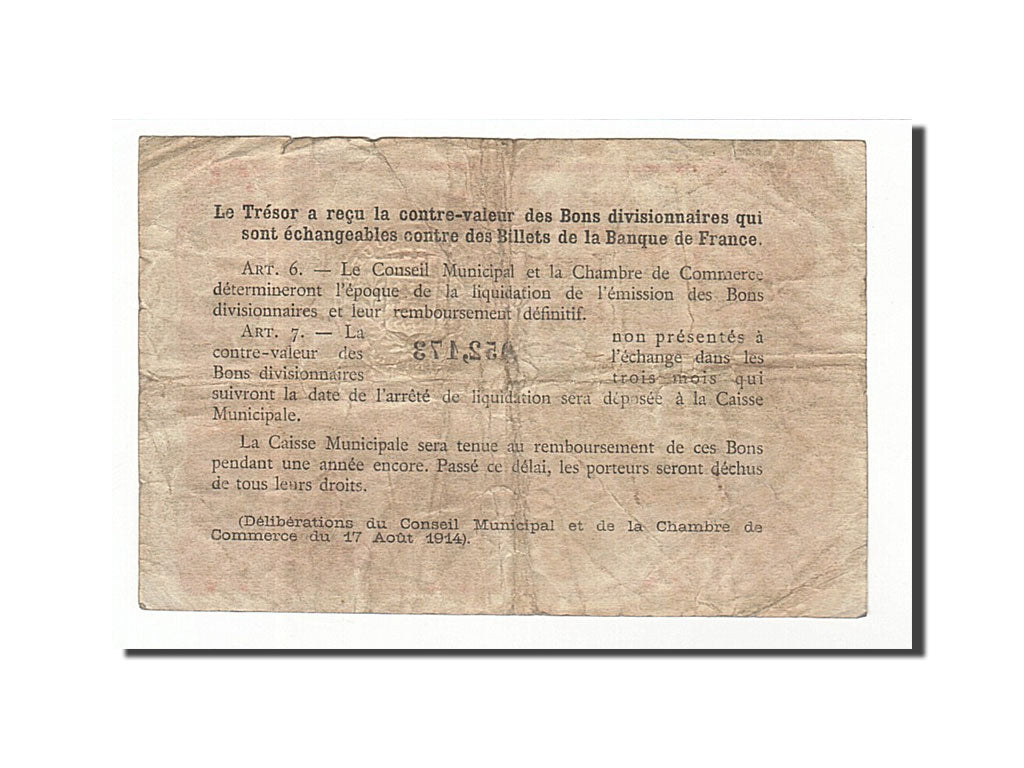 Le Trésor a reçu la contre-valeur des Bons divisionnaires qui
sont échangeables contre des Billets de la Banque de France.
ART. 6. — Le Conseil Municipal et la Chambre de Commerce
détermineront l'époque de la liquidation de l'émission des Bons
divisionnaires et leur remboursement définitif.
ART. 7. — La non présentés à
contre-valeur des l'échange dans les
Bons divisionnaires trois mois qui
suivront la date de l'arrêté de liquidation sera déposée à la Caisse
Municipale.
A52,173
La Caisse Municipale sera tenue au remboursement de ces Bons
pendant une année encore. Passé ce délai, les porteurs seront déchus
de tous leurs droits.
(Délibérations du Conseil Municipal et de la Chambre de
Commerce du 17 Août 1914).